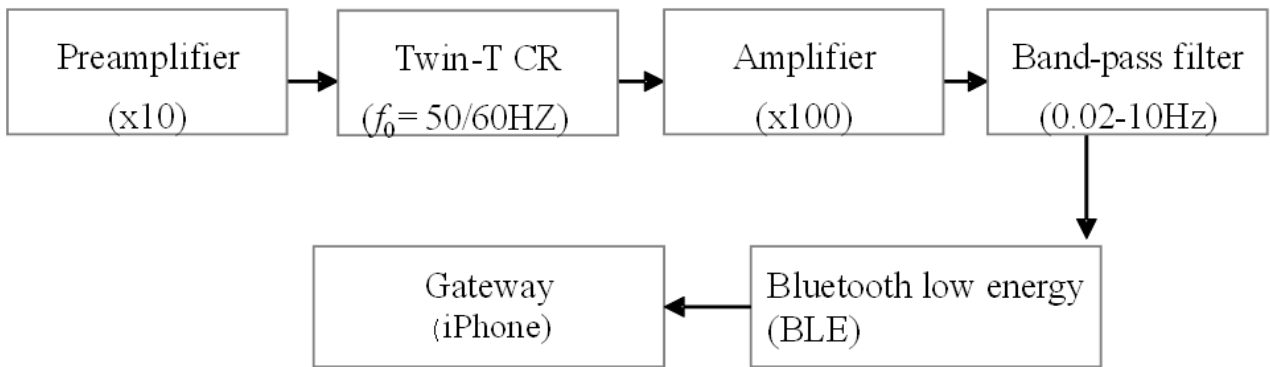 Preamplifier
(x10)
Twin-T CR
(f0= 50/60HZ)
Amplifier
(x100)
Band-pass filter
(0.02-10Hz)
Gateway
(iPhone)
Bluetooth low energy
(BLE)